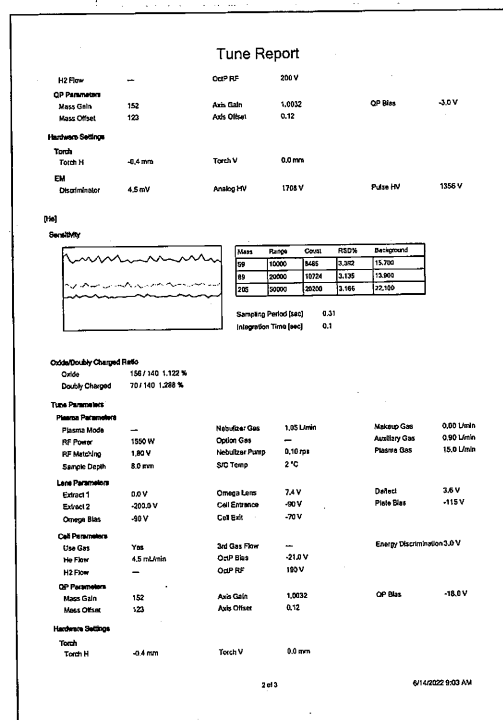 Tune Report
H2 Flow --- OctP RF 200 V
QP Parameters
Mass Gain 152 Axis Gain 1.0032 QP Bias -3.0 V
Mass Offset 123 Axis Offset 0.12
Hardware Settings
Torch
Torch H -0.4 mm Torch V 0.0 mm
EM
Discriminator 4.5 mV Analog HV 1708 V Pulse HV 1356 V
[He]
Sensitivity
Mass Range Count RSD% Background
59 10000 8485 3.342 15.700
89 20000 10724 3.135 13.900
205 50000 20200 3.166 22.100
Sampling Period [sec] 0.31
Integration Time [sec] 0.1
Oxide/Doubly Charged Ratio
Oxide 156 / 140 1.122 %
Doubly Charged 70 / 140 1.288 %
Tune Parameters
Plasma Parameters
Plasma Mode --- Nebulizer Gas 1.05 L/min Makeup Gas 0.00 L/min
RF Power 1550 W Option Gas --- Auxiliary Gas 0.90 L/min
RF Matching 1.80 V Nebulizer Pump 0.10 rps Plasma Gas 15.0 L/min
Sample Depth 8.0 mm S/C Temp 2 °C
Lens Parameters
Extract 1 0.0 V Omega Lens 7.4 V Deflect 3.6 V
Extract 2 -200.0 V Cell Entrance -90 V Plate Bias -115 V
Omega Bias -90 V Cell Exit -70 V
Cell Parameters
Use Gas Yes 3rd Gas Flow --- Energy Discrimination 3.0 V
He Flow 4.5 mL/min OctP Bias -21.0 V
H2 Flow --- OctP RF 190 V
QP Parameters
Mass Gain 152 Axis Gain 1.0032 QP Bias -18.0 V
Mass Offset 123 Axis Offset 0.12
Hardware Settings
Torch
Torch H -0.4 mm Torch V 0.0 mm
2 of 3 6/14/2022 9:03 AM